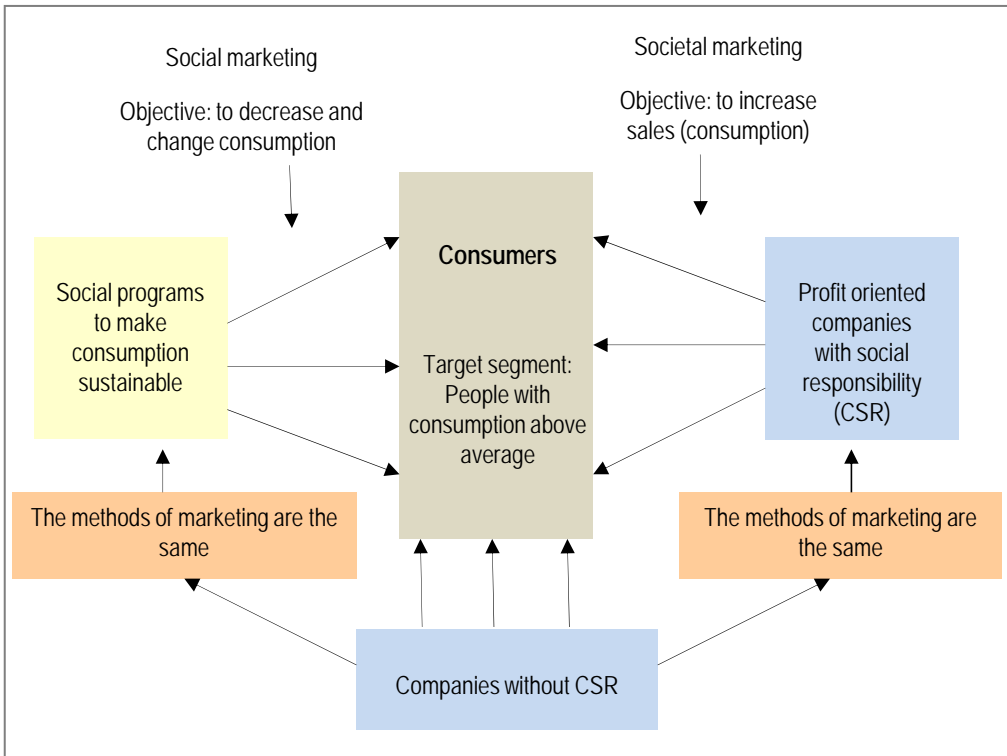 Social marketing
Objective: to decrease and
change consumption
Societal marketing
Objective: to increase
sales (consumption)
Social programs
to make
consumption
sustainable
Consumers
Target segment:
People with
consumption above
average
Profit oriented
companies
with social
responsibility
(CSR)
The methods of marketing are the
same
The methods of marketing are
the same
Companies without CSR